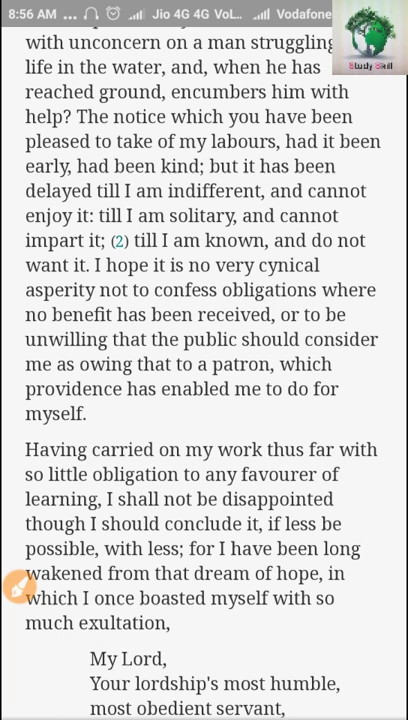 8:56 AM ... Jio 4G 4G VoL.. Vodafone
Study Skill
with unconcern on a man struggling
life in the water, and, when he has
reached ground, encumbers him with
help? The notice which you have been
pleased to take of my labours, had it been
early, had been kind; but it has been
delayed till I am indifferent, and cannot
enjoy it: till I am solitary, and cannot
impart it; (2) till I am known, and do not
want it. I hope it is no very cynical
asperity not to confess obligations where
no benefit has been received, or to be
unwilling that the public should consider
me as owing that to a patron, which
providence has enabled me to do for
myself.
Having carried on my work thus far with
so little obligation to any favourer of
learning, I shall not be disappointed
though I should conclude it, if less be
possible, with less; for I have been long
wakened from that dream of hope, in
which I once boasted myself with so
much exultation,
My Lord,
Your lordship's most humble,
most obedient servant,